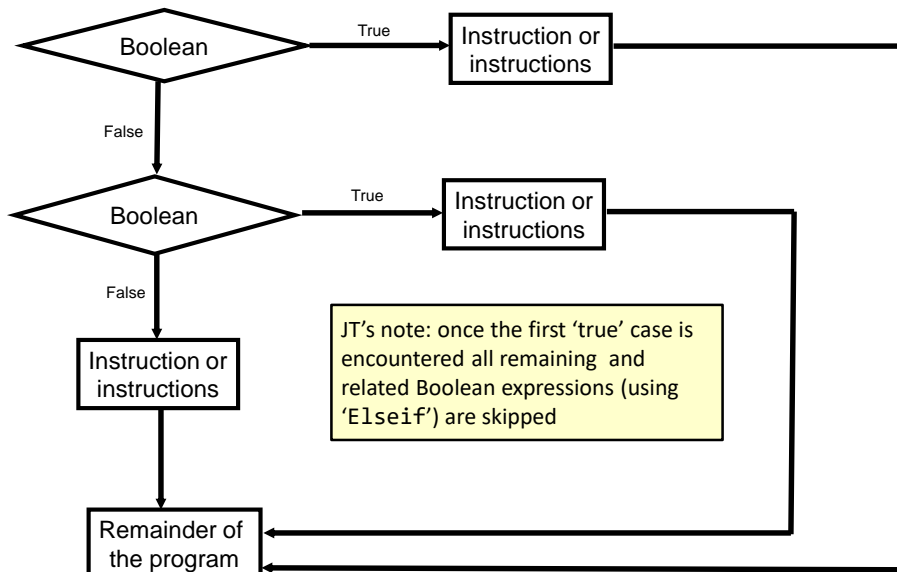 Boolean
True
Instruction or
instructions
False
Boolean
True
Instruction or
instructions
False
Instruction or
instructions
JT’s note: once the first ‘true’ case is
encountered all remaining and
related Boolean expressions (using
‘Elseif’) are skipped
Remainder of
the program